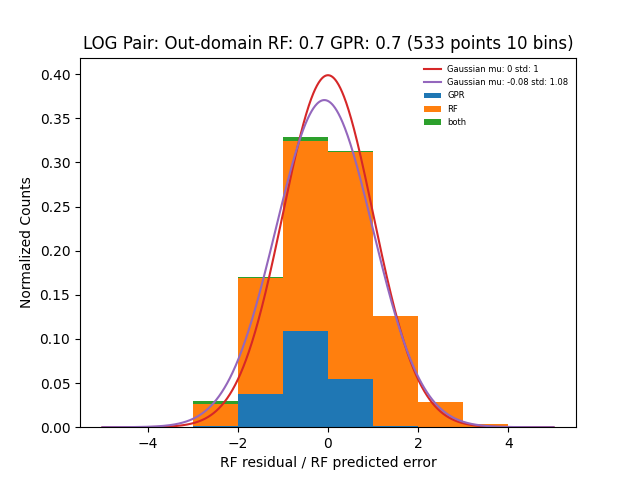 LOG Pair: Out-domain RF: 0.7 GPR: 0.7 (533 points 10 bins)
Gaussian mu: 0 std: 1
Gaussian mu: -0.08 std: 1.08
GPR
RF
both
Normalized Counts
0.40
0.35
0.30
0.25
0.20
0.15
0.10
0.05
0.00
−4 −2 0 2 4
RF residual / RF predicted error